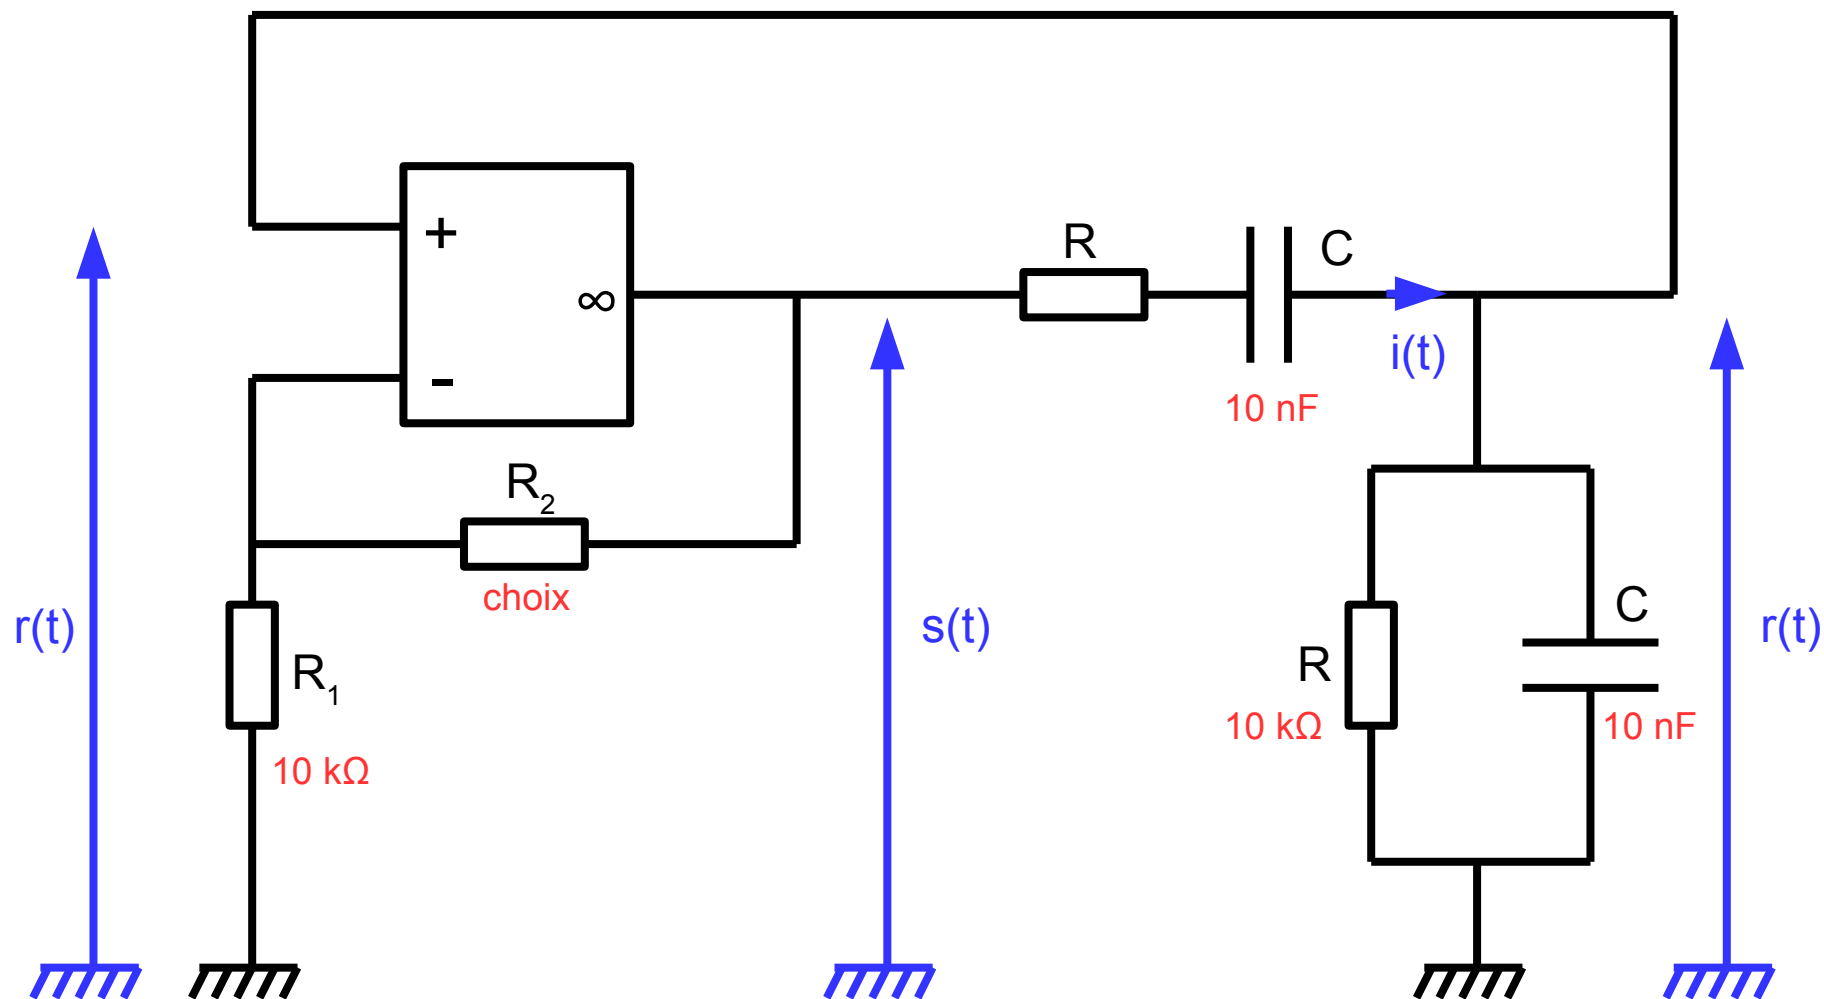 +
∞
-
R
C
i(t)
10 nF
R₂
choix
r(t)
R₁
10 kΩ
s(t)
R
10 kΩ
C
10 nF
r(t)